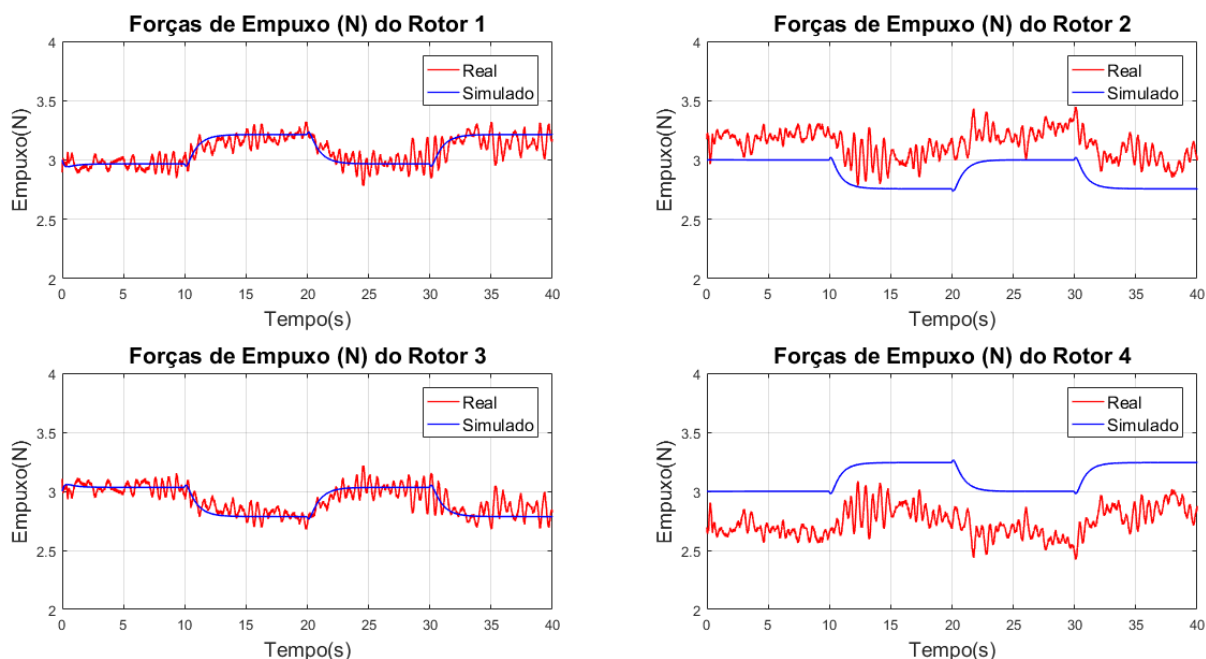 Forças de Empuxo (N) do Rotor 1
Empuxo(N)
4
3.5
3
2.5
2
Real
Simulado
0 5 10 15 20 25 30 35 40
Tempo(s)
Forças de Empuxo (N) do Rotor 2
Empuxo(N)
4
3.5
3
2.5
2
Real
Simulado
0 5 10 15 20 25 30 35 40
Tempo(s)
Forças de Empuxo (N) do Rotor 3
Empuxo(N)
4
3.5
3
2.5
2
Real
Simulado
0 5 10 15 20 25 30 35 40
Tempo(s)
Forças de Empuxo (N) do Rotor 4
Empuxo(N)
4
3.5
3
2.5
2
Real
Simulado
0 5 10 15 20 25 30 35 40
Tempo(s)